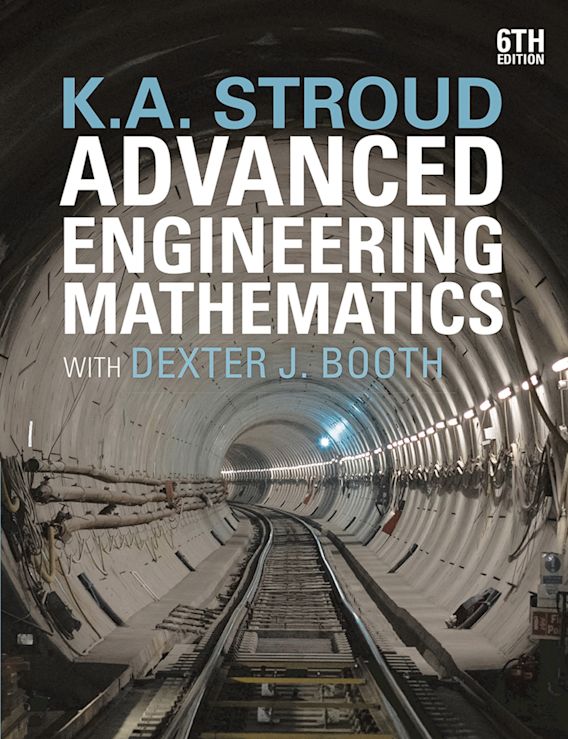 6TH
EDITION
K.A. STROUD
ADVANCED
ENGINEERING
MATHEMATICS
WITH DEXTER J. BOOTH